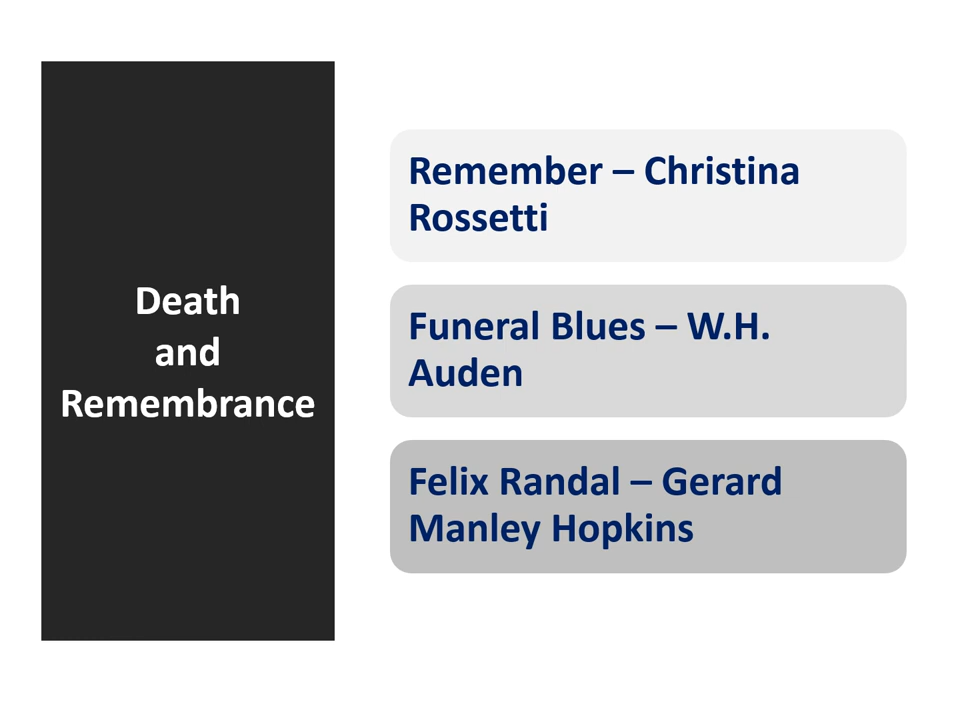 Death
and
Remembrance
Remember – Christina
Rossetti
Funeral Blues – W.H.
Auden
Felix Randal – Gerard
Manley Hopkins